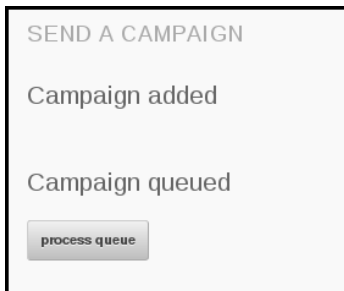 SEND A CAMPAIGN
Campaign added
Campaign queued
process queue